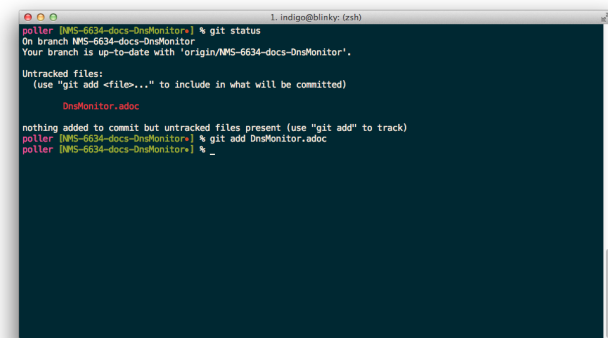 1. indigo@blinky: (zsh)
poller [NMS-6634-docs-DnsMonitor•] % git status
On branch NMS-6634-docs-DnsMonitor
Your branch is up-to-date with 'origin/NMS-6634-docs-DnsMonitor'.
Untracked files:
(use "git add <file>..." to include in what will be committed)
DnsMonitor.adoc
nothing added to commit but untracked files present (use "git add" to track)
poller [NMS-6634-docs-DnsMonitor•] % git add DnsMonitor.adoc
poller [NMS-6634-docs-DnsMonitor•] % _